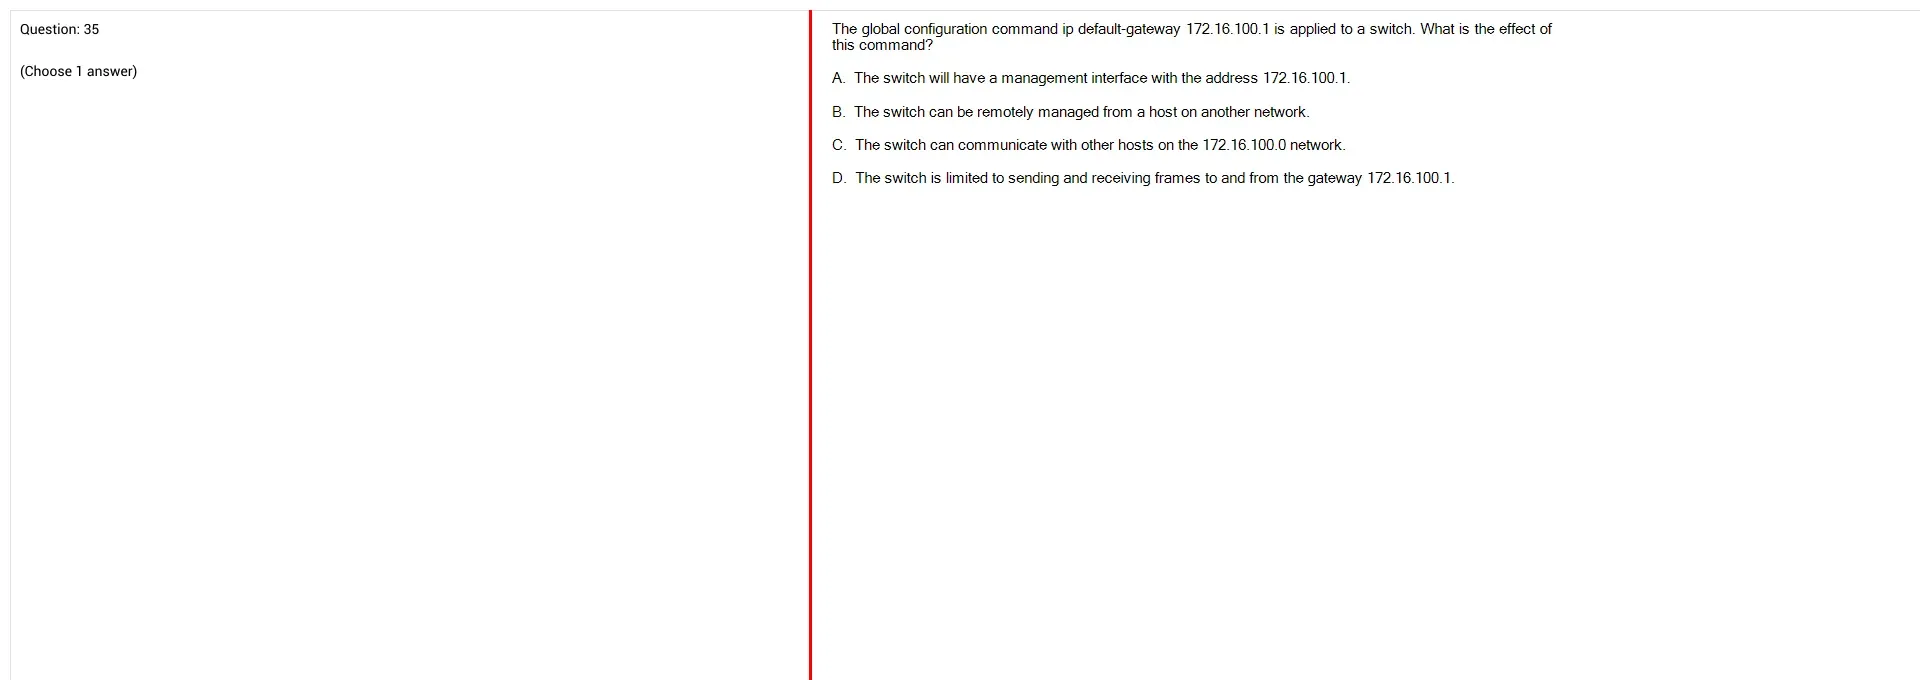 Question: 35
(Choose 1 answer)
The global configuration command ip default-gateway 172.16.100.1 is applied to a switch. What is the effect of
this command?
A. The switch will have a management interface with the address 172.16.100.1.
B. The switch can be remotely managed from a host on another network.
C. The switch can communicate with other hosts on the 172.16.100.0 network.
D. The switch is limited to sending and receiving frames to and from the gateway 172.16.100.1.